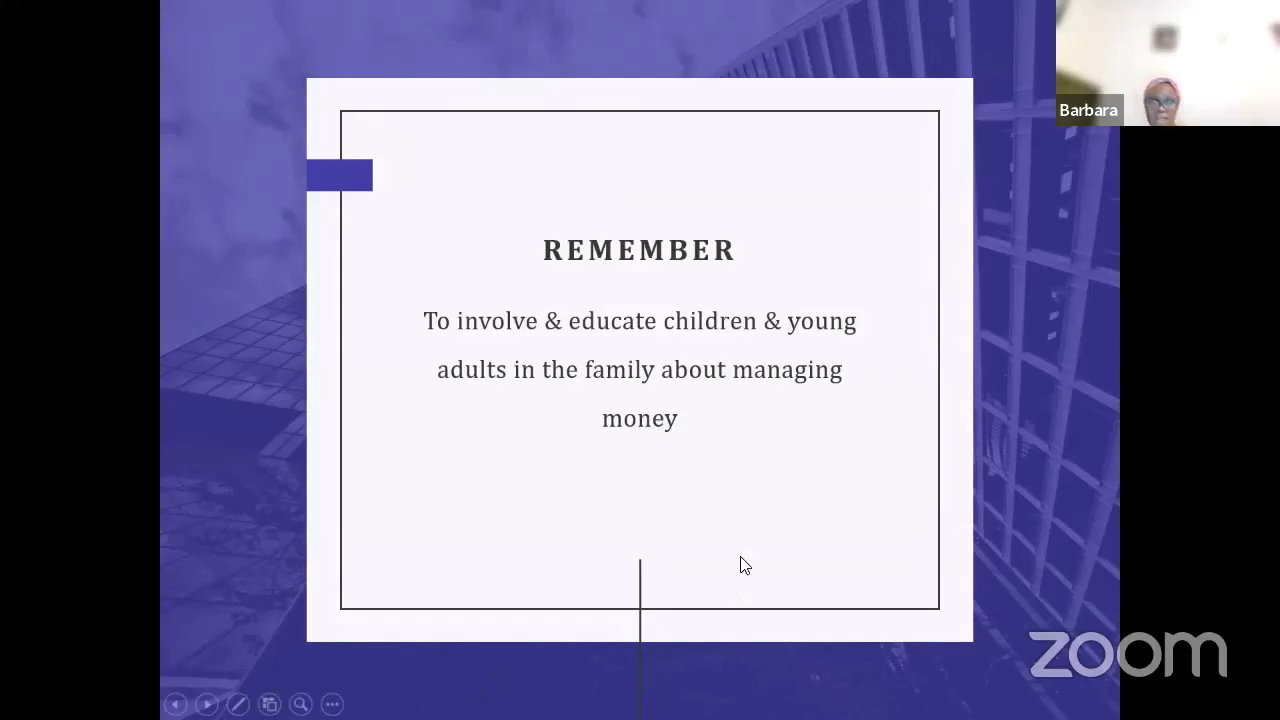 Barbara
REMEMBER
To involve & educate children & young
adults in the family about managing
money
zoom